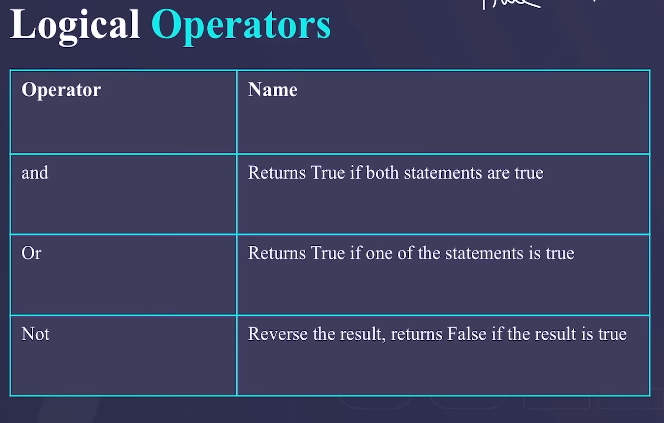 Logical Operators
Operator
Name
and
Returns True if both statements are true
Or
Returns True if one of the statements is true
Not
Reverse the result, returns False if the result is true